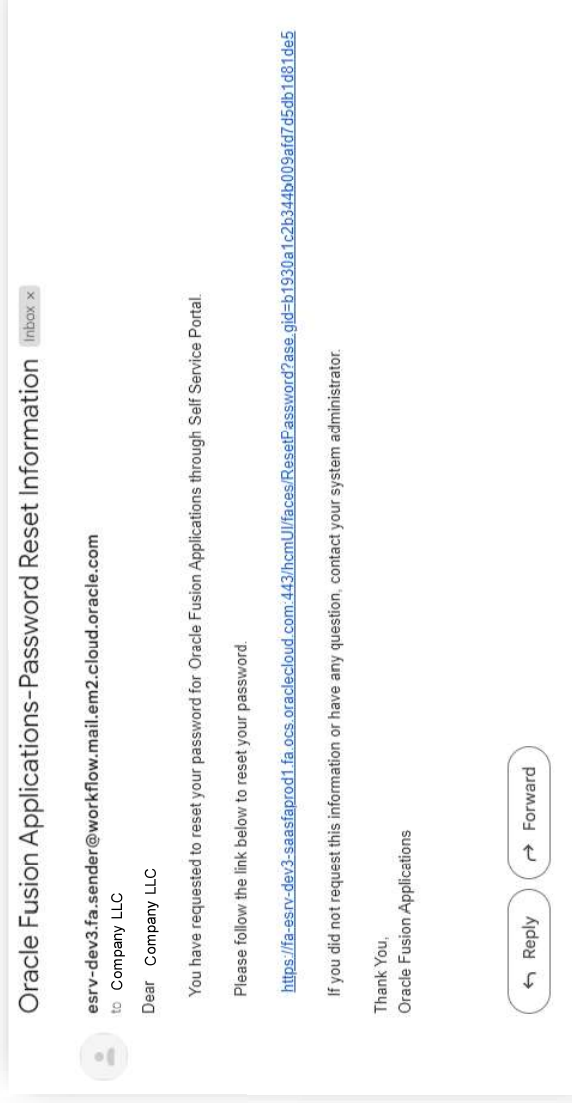 Oracle Fusion Applications-Password Reset Information Inbox ×
esrv-dev3.fa.sender@workflow.mail.em2.cloud.oracle.com
to Company LLC
Dear Company LLC
You have requested to reset your password for Oracle Fusion Applications through Self Service Portal.
Please follow the link below to reset your password.
https://fa-esrv-dev3-saasfaprod1.fa.ocs.oraclecloud.com:443/hcmUI/faces/ResetPassword?ase.gid=b1930a1c2b344b009afd7d5db1d81de5
If you did not request this information or have any question, contact your system administrator.
Thank You,
Oracle Fusion Applications
Reply Forward